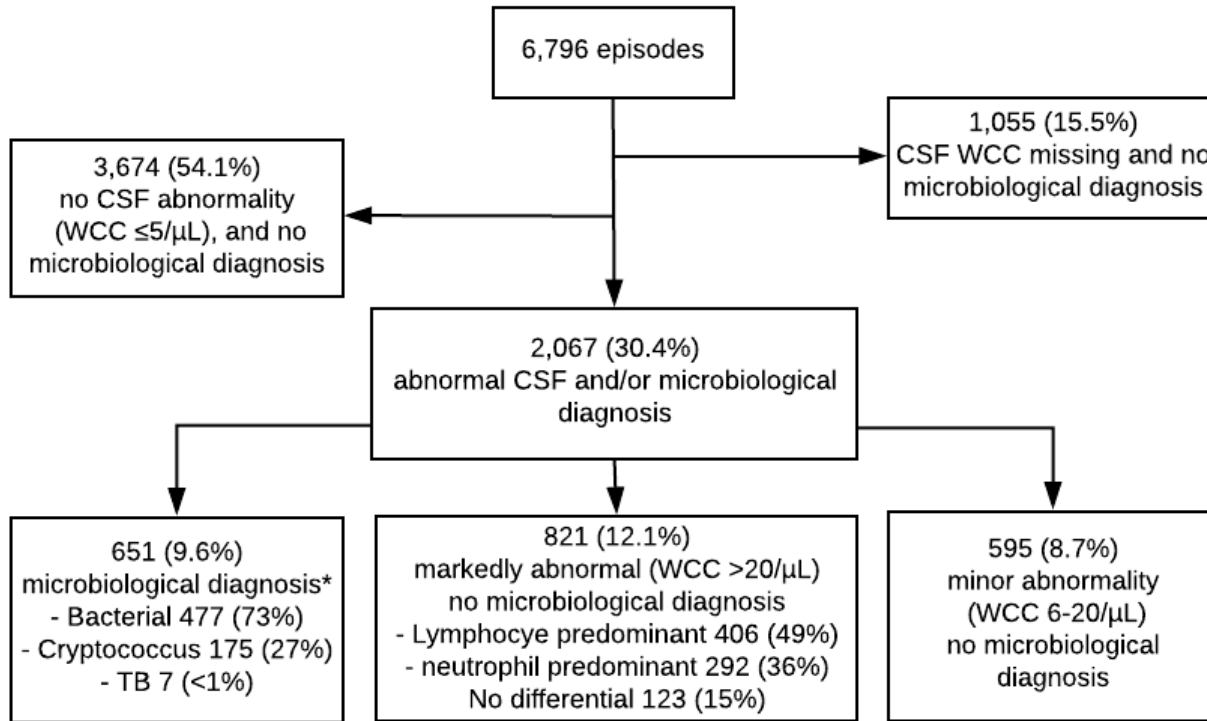 6,796 episodes
1,055 (15.5%)
CSF WCC missing and no
microbiological diagnosis
3,674 (54.1%)
no CSF abnormality
(WCC ≤5/μL), and no
microbiological diagnosis
2,067 (30.4%)
abnormal CSF and/or microbiological
diagnosis
651 (9.6%)
microbiological diagnosis*
- Bacterial 477 (73%)
- Cryptococcus 175 (27%)
- TB 7 (<1%)
821 (12.1%)
markedly abnormal (WCC >20/μL)
no microbiological diagnosis
- Lymphocye predominant 406 (49%)
- neutrophil predominant 292 (36%)
No differential 123 (15%)
595 (8.7%)
minor abnormality
(WCC 6-20/μL)
no microbiological
diagnosis